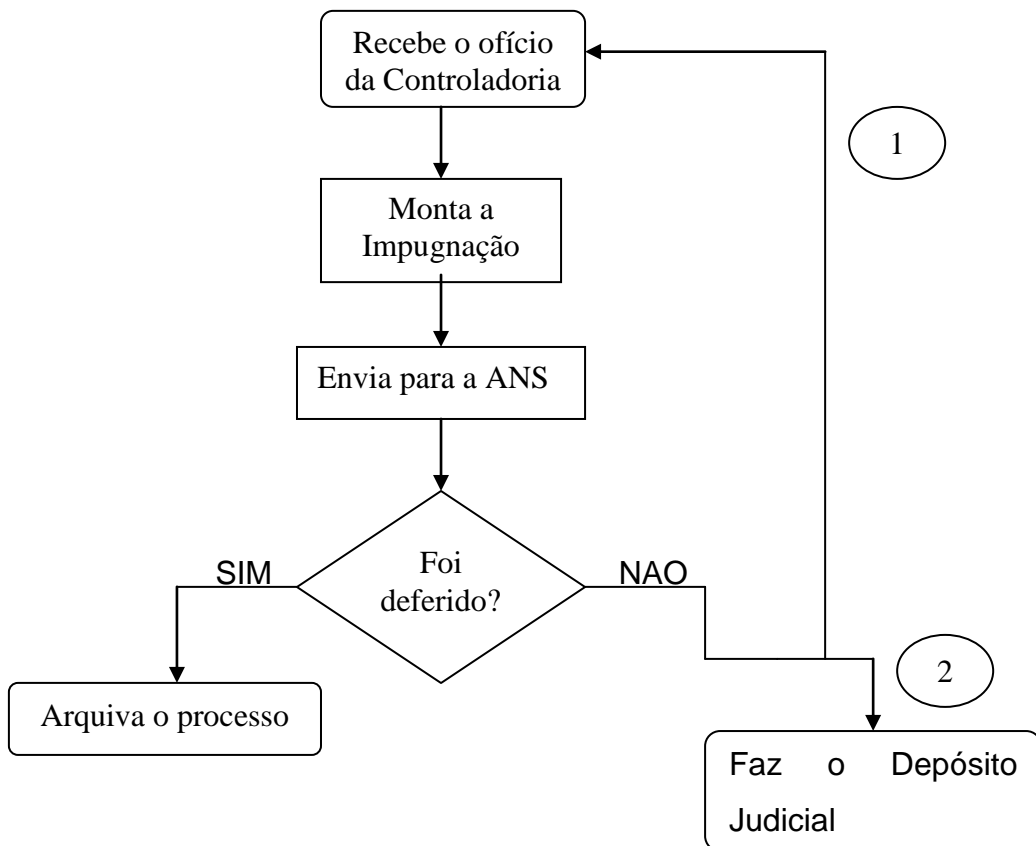 Recebe o ofício
da Controladoria
1
Monta a
Impugnação
Envia para a ANS
SIM
Foi
deferido?
NAO
2
Arquiva o processo
Faz o Depósito
Judicial